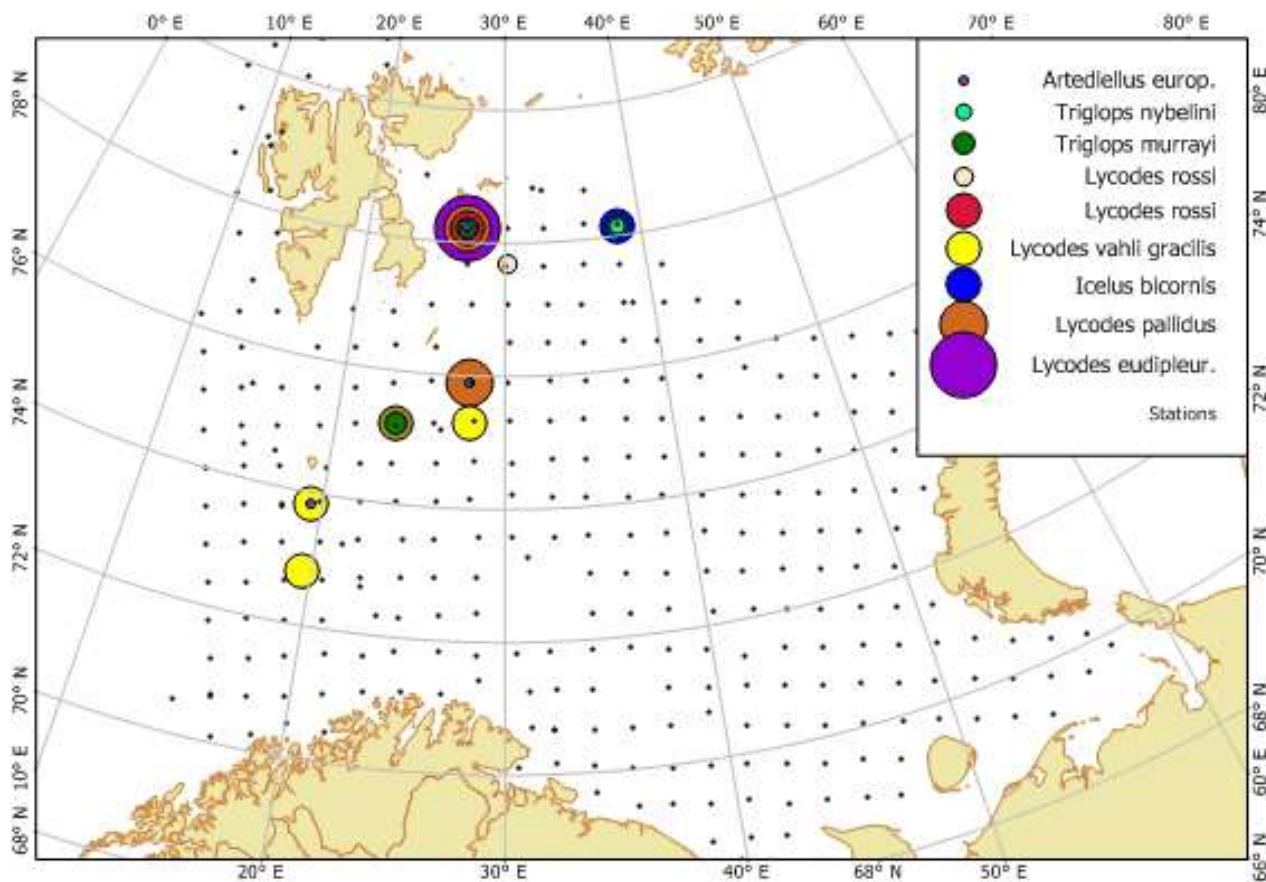 0° E 10° E 20° E 30° E 40° E 60° E 70° E 80° E
78° N
76° N
74° N
72° N
70° N
10° E
68° N
80° E
74° N
72° N
70° N
68° N
60° E
66° N
Artediellus europ.
Triglops nybelini
Triglops murrayi
Lycodes rossi
Lycodes rossi
Lycodes vahli gracilis
Icelus bicornis
Lycodes pallidus
Lycodes eudipleur.
Stations
20° E 30° E 40° E 68° N 50° E